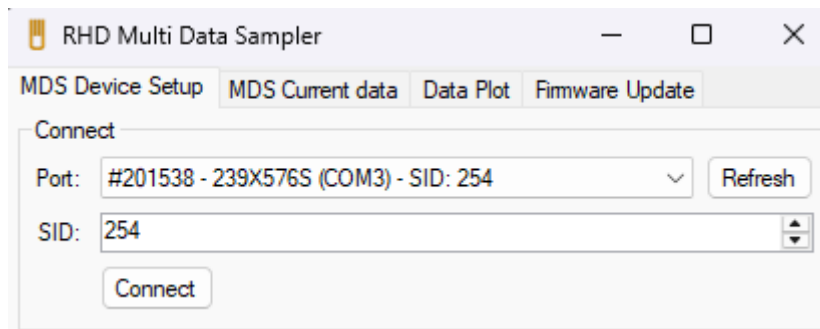 RHD Multi Data Sampler
MDS Device Setup MDS Current data Data Plot Firmware Update
Connect
Port: #201538 - 239X576S (COM3) - SID: 254 Refresh
SID: 254
Connect